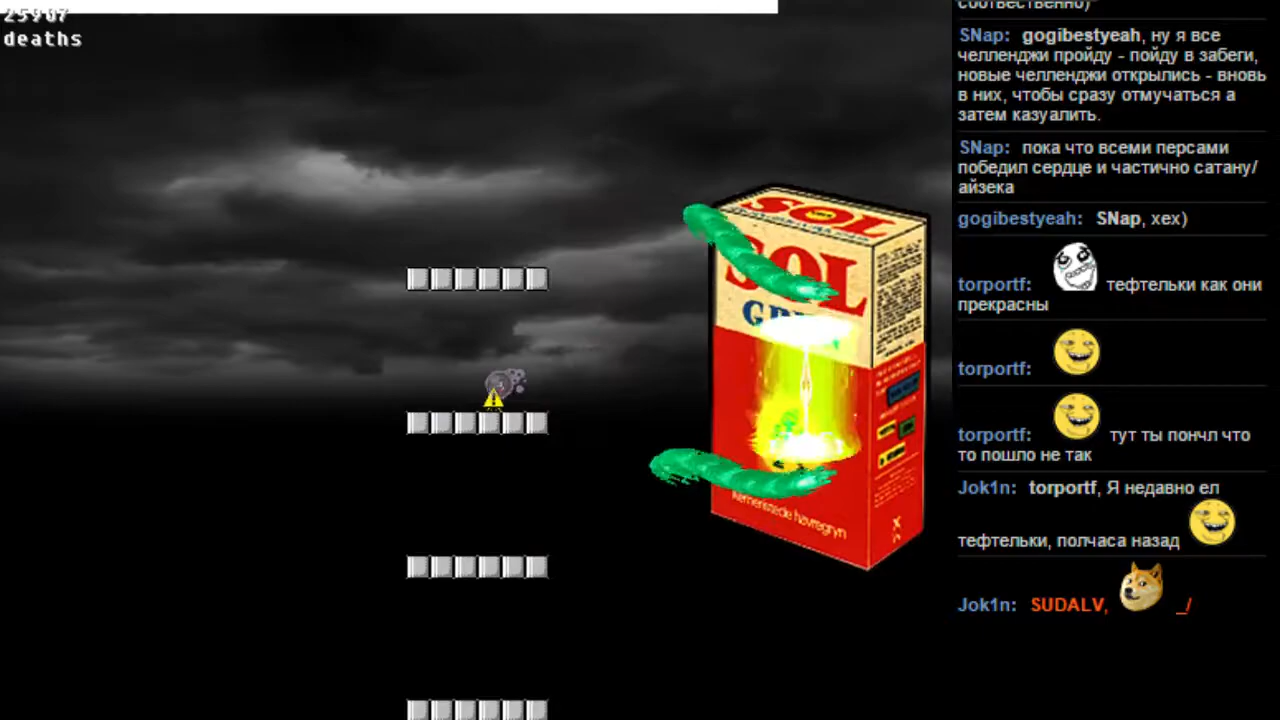 25907
deaths
SOL
SOL
Kerneristede havregryn
соотвественно)
SNap: gogibestyeah, ну я все
челленджи пройду - пойду в забеги,
новые челленджи открылись - вновь
в них, чтобы сразу отмучаться а
затем казуалить.
SNap: пока что всеми персами
победил сердце и частично сатану/
айзека
gogibestyeah: SNap, хех)
torportf: тефтельки как они
прекрасны
torportf:
torportf: тут ты пончл что
то пошло не так
Jok1n: torportf, Я недавно ел
тефтельки, полчаса назад
Jok1n: SUDALV, _/